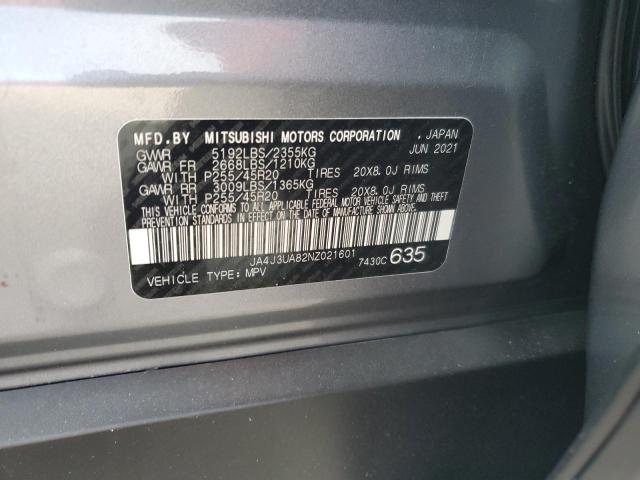 MFD.BY MITSUBISHI MOTORS CORPORATION . JAPAN
GVWR 5192LBS/2355KG JUN 2021
GAWR FR 2668LBS/1210KG
WITH P255/45R20 TIRES 20X8.0J RIMS
GAWR RR 3009LBS/1365KG
WITH P255/45R20 TIRES 20X8.0J RIMS
THIS VEHICLE CONFORMS TO ALL APPLICABLE FEDERAL MOTOR VEHICLE SAFETY, BUMPER, AND THEFT
PREVENTION STANDARDS IN EFFECT ON THE DATE OF MANUFACTURE SHOWN ABOVE.
JA4J3UA82NZ021601 7430C 635
VEHICLE TYPE: MPV